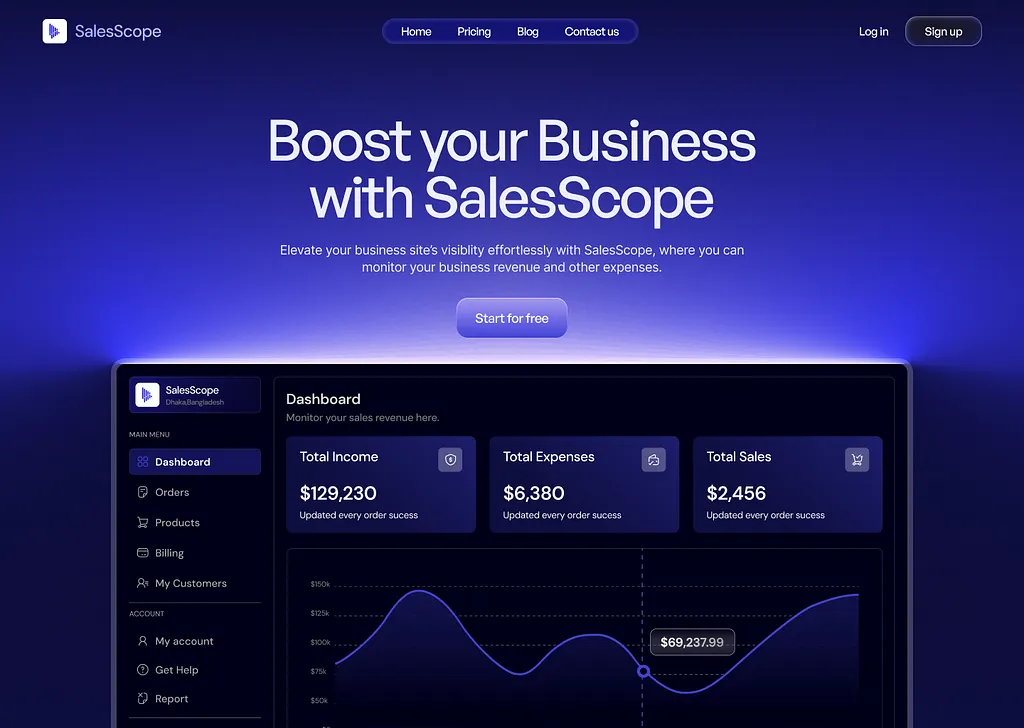 SalesScope
Home
Pricing
Blog
Contact us
Log in
Sign up
Boost your Business
with SalesScope
Elevate your business site's visiblity effortlessly with SalesScope, where you can
monitor your business revenue and other expenses.
Start for free
SalesScope
Dhaka,Bangladesh
MAIN MENU
Dashboard
Orders
Products
Billing
My Customers
ACCOUNT
My account
Get Help
Report
Dashboard
Monitor your sales revenue here.
Total Income
$129,230
Updated every order sucess
Total Expenses
$6,380
Updated every order sucess
Total Sales
$2,456
Updated every order sucess
$150k
$125k
$100k
$75k
$50k
$69,237.99